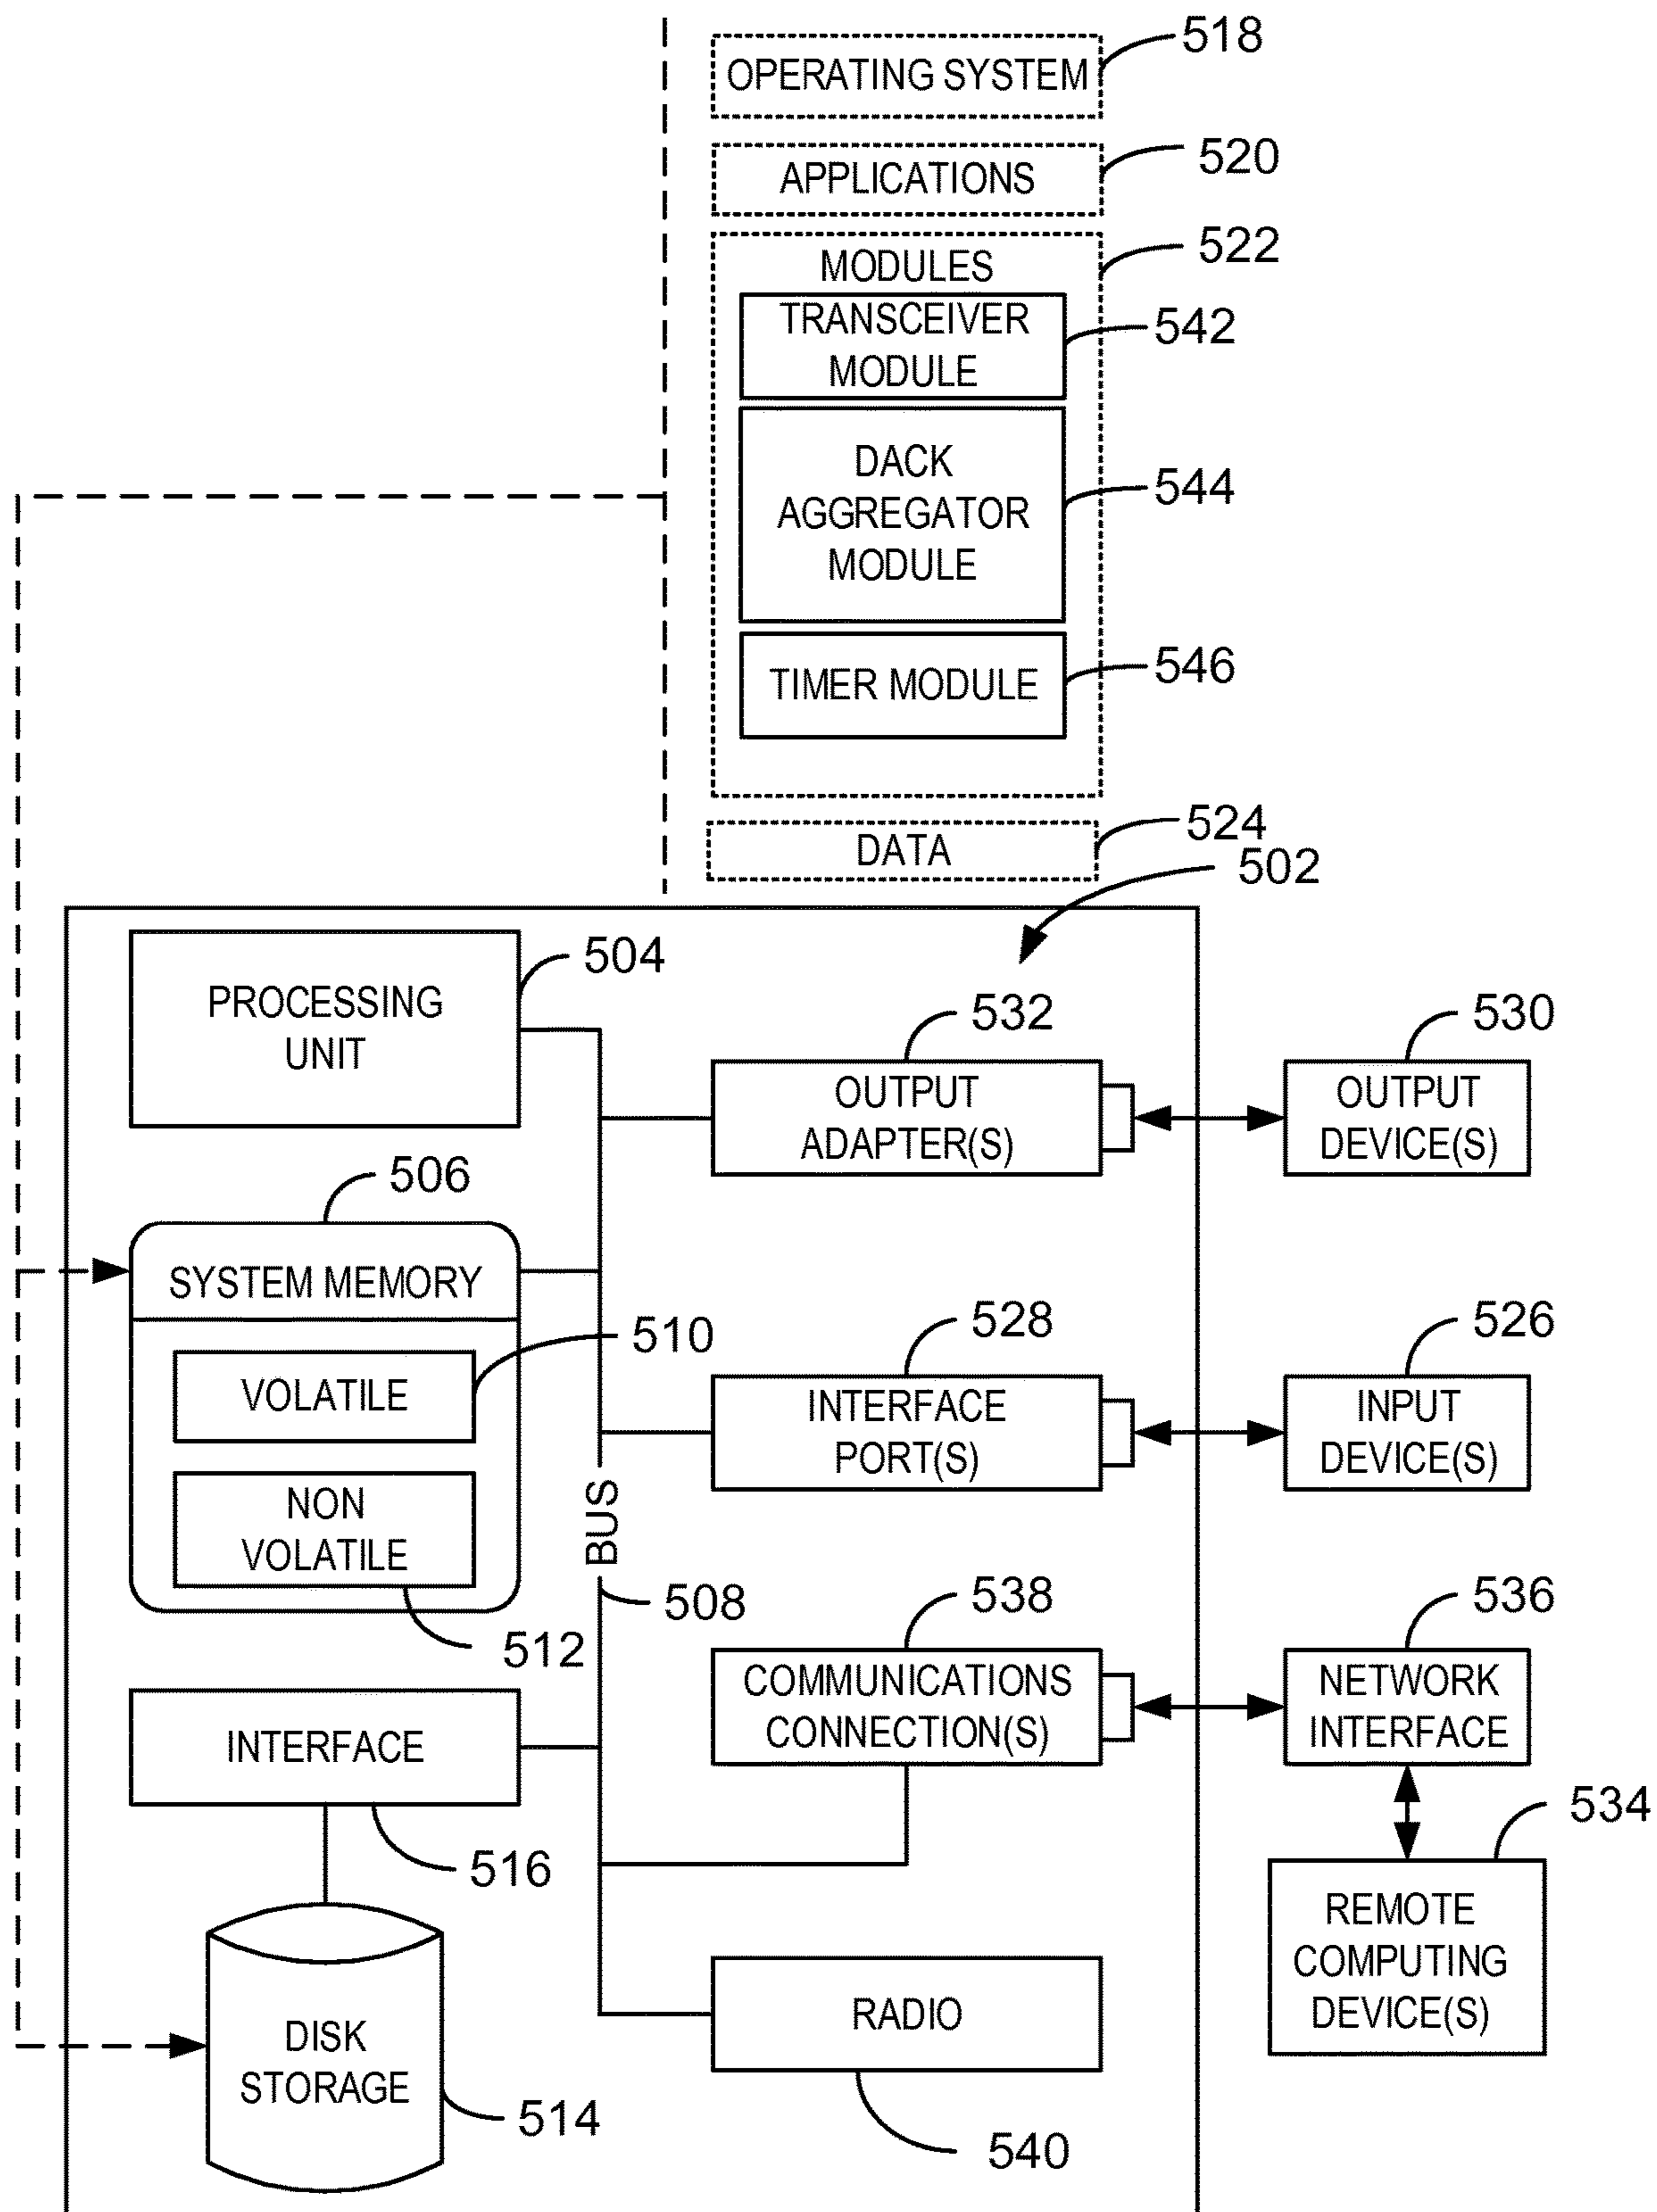 518
OPERATING SYSTEM
520
APPLICATIONS
522
MODULES
TRANSCEIVER
MODULE
542
DACK
AGGREGATOR
MODULE
544
TIMER MODULE
546
DATA
524
502
PROCESSING
UNIT
504
532
OUTPUT
ADAPTER(S)
530
OUTPUT
DEVICE(S)
506
SYSTEM MEMORY
510
VOLATILE
NON
VOLATILE
512
528
INTERFACE
PORT(S)
526
INPUT
DEVICE(S)
BUS
508
538
COMMUNICATIONS
CONNECTION(S)
536
NETWORK
INTERFACE
INTERFACE
516
534
REMOTE
COMPUTING
DEVICE(S)
DISK
STORAGE
514
RADIO
540